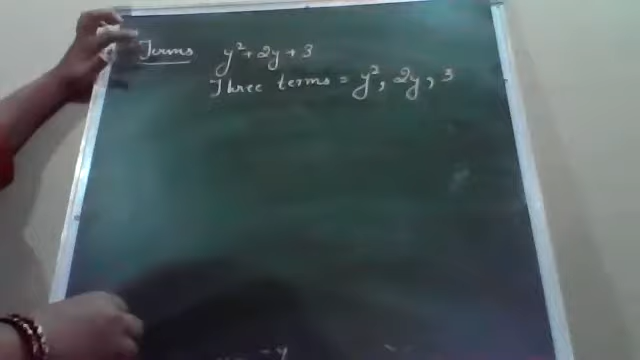 Terms y²+2y+3
Three terms = y², 2y, 3